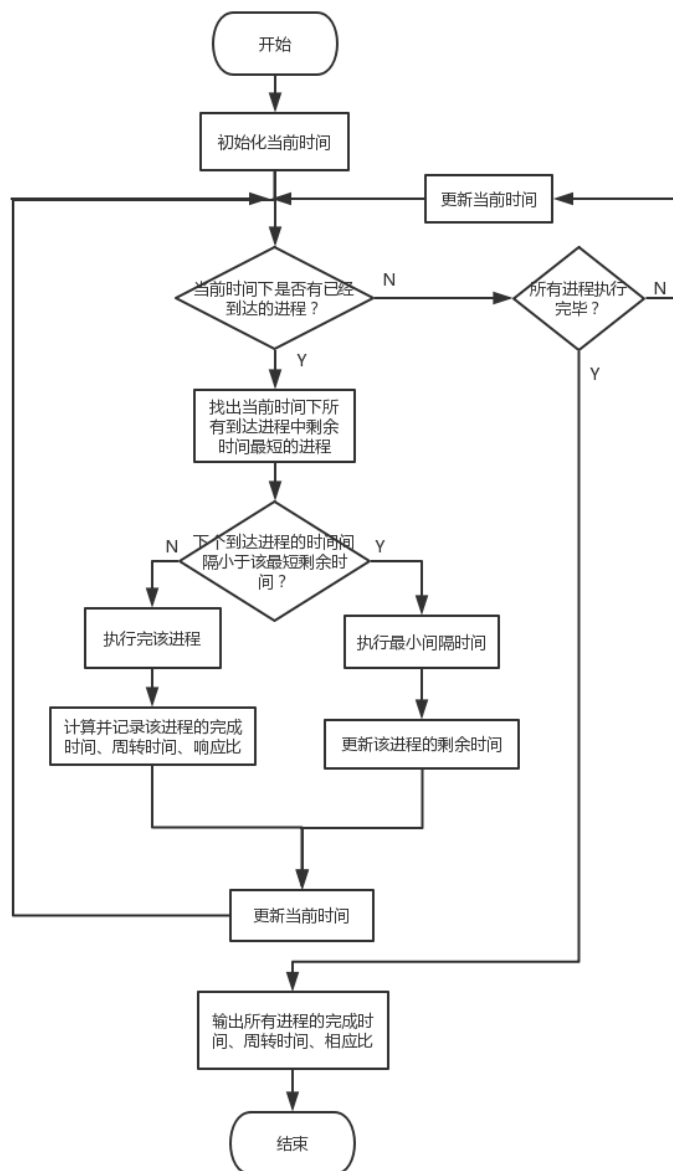 开始
初始化当前时间
更新当前时间
当前时间下是否有已经
到达的进程？
N
所有进程执行
完毕？
N
Y
Y
找出当前时间下所
有到达进程中剩余
时间最短的进程
N
下个到达进程的时间间
隔小于该最短剩余时
间？
Y
执行完该进程
执行最小间隔时间
计算并记录该进程的完成
时间、周转时间、响应比
更新该进程的剩余时间
更新当前时间
输出所有进程的完成时
间、周转时间、相应比
结束